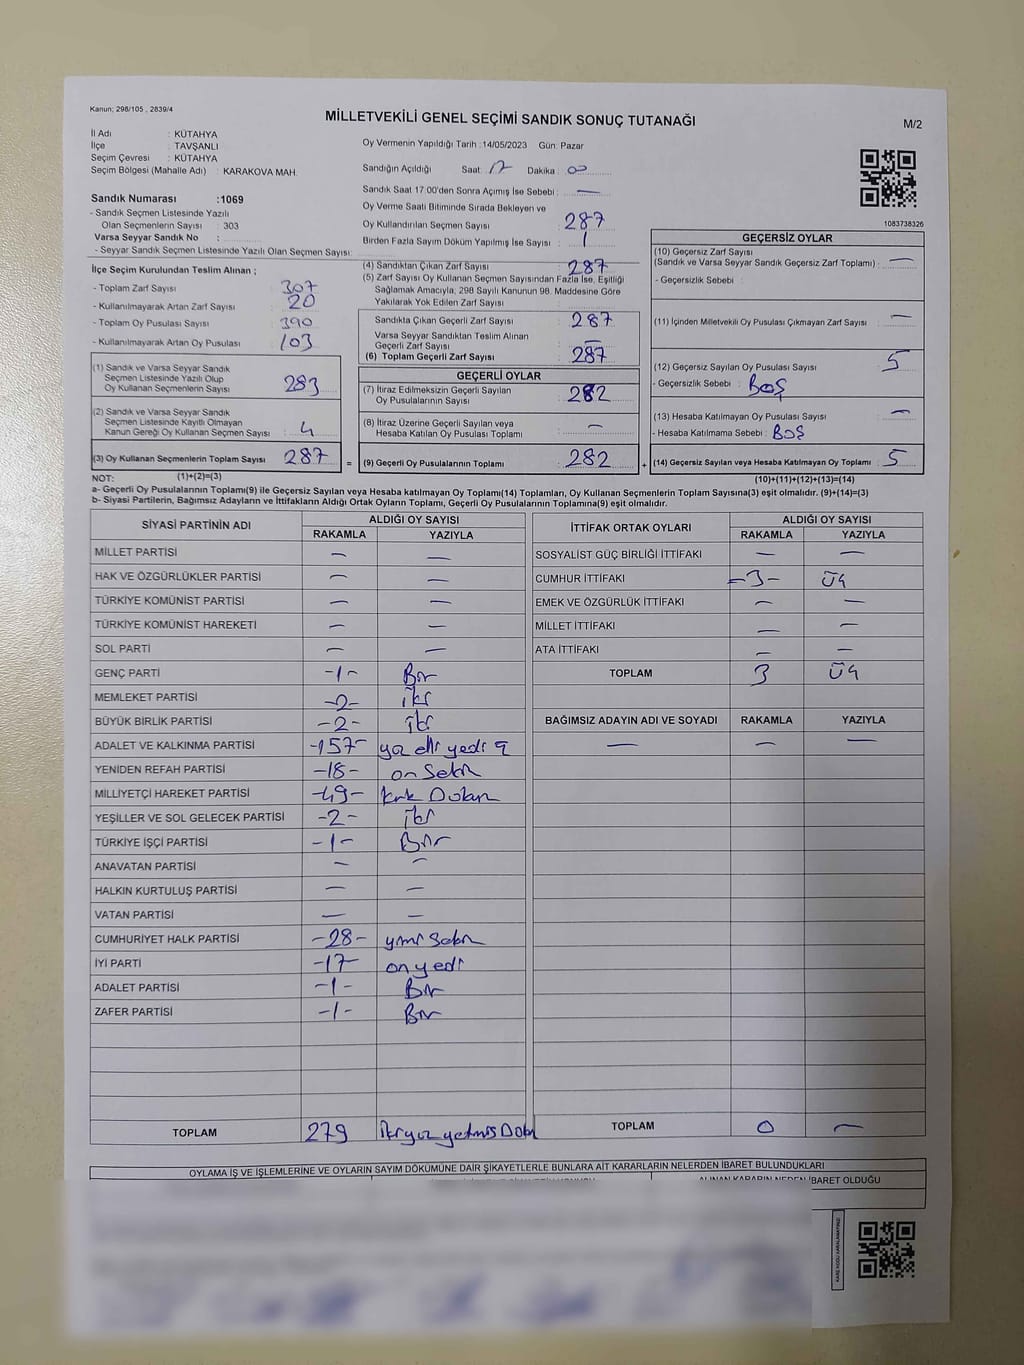 Kanun; 298/105 , 2839/4
MİLLETVEKİLİ GENEL SEÇİMİ SANDIK SONUÇ TUTANAĞI
M/2
İl Adı : KÜTAHYA
İlçe : TAVŞANLI
Seçim Çevresi : KÜTAHYA
Seçim Bölgesi (Mahalle Adı) : KARAKOVA MAH.
Sandık Numarası :1069
- Sandık Seçmen Listesinde Yazılı
Olan Seçmenlerin Sayısı : 303
Varsa Seyyar Sandık No :
- Seyyar Sandık Seçmen Listesinde Yazılı Olan Seçmen Sayısı:
İlçe Seçim Kurulundan Teslim Alınan ;
- Toplam Zarf Sayısı 307
- Kullanılmayarak Artan Zarf Sayısı 20
- Toplam Oy Pusulası Sayısı 390
- Kullanılmayarak Artan Oy Pusulası 103
(1) Sandık ve Varsa Seyyar Sandık
Seçmen Listesinde Yazılı Olup
Oy Kullanan Seçmenlerin Sayısı 283
(2) Sandık ve Varsa Seyyar Sandık
Seçmen Listesinde Kayıtlı Olmayan
Kanun Gereği Oy Kullanan Seçmen Sayısı 4
(3) Oy Kullanan Seçmenlerin Toplam Sayısı 287 =
(1)+(2)=(3)
Oy Vermenin Yapıldığı Tarih :14/05/2023 Gün: Pazar
Sandığın Açıldığı Saat: 17 Dakika : 00
Sandık Saat 17.00'den Sonra Açımış İse Sebebi : —
Oy Verme Saati Bitiminde Sırada Bekleyen ve
Oy Kullandırılan Seçmen Sayısı : 287
Birden Fazla Sayım Döküm Yapılmış İse Sayısı : 1
(4) Sandıktan Çıkan Zarf Sayısı : 287
(5) Zarf Sayısı Oy Kullanan Seçmen Sayısından Fazla İse, Eşitliği
Sağlamak Amacıyla, 298 Sayılı Kanunun 98. Maddesine Göre
Yakılarak Yok Edilen Zarf Sayısı :
Sandıkta Çıkan Geçerli Zarf Sayısı : 287
Varsa Seyyar Sandıktan Teslim Alınan
Geçerli Zarf Sayısı : —
(6) Toplam Geçerli Zarf Sayısı : 287
GEÇERLİ OYLAR
(7) İtiraz Edilmeksizin Geçerli Sayılan
Oy Pusulalarının Sayısı : 282
(8) İtiraz Üzerine Geçerli Sayılan veya
Hesaba Katılan Oy Pusulası Toplamı : —
(9) Geçerli Oy Pusulalarının Toplamı : 282 +
1083738326
GEÇERSİZ OYLAR
(10) Geçersiz Zarf Sayısı
(Sandık ve Varsa Seyyar Sandık Geçersiz Zarf Toplamı) : —
- Geçersizlik Sebebi :
(11) İçinden Milletvekili Oy Pusulası Çıkmayan Zarf Sayısı : —
(12) Geçersiz Sayılan Oy Pusulası Sayısı : 5
- Geçersizlik Sebebi : BOŞ
(13) Hesaba Katılmayan Oy Pusulası Sayısı : —
- Hesaba Katılmama Sebebi : BOŞ
(14) Geçersiz Sayılan veya Hesaba Katılmayan Oy Toplamı : 5
(10)+(11)+(12)+(13)=(14)
NOT:
a- Geçerli Oy Pusulalarının Toplamı(9) ile Geçersiz Sayılan veya Hesaba katılmayan Oy Toplamı(14) Toplamları, Oy Kullanan Seçmenlerin Toplam Sayısına(3) eşit olmalıdır. (9)+(14)=(3)
b- Siyasi Partilerin, Bağımsız Adayların ve İttifakların Aldığı Ortak Oyların Toplamı, Geçerli Oy Pusulalarının Toplamına(9) eşit olmalıdır.
SİYASİ PARTİNİN ADI
ALDIĞI OY SAYISI
RAKAMLA YAZIYLA
MİLLET PARTİSİ — —
HAK VE ÖZGÜRLÜKLER PARTİSİ — —
TÜRKİYE KOMÜNİST PARTİSİ — —
TÜRKİYE KOMÜNİST HAREKETİ — —
SOL PARTİ — —
GENÇ PARTİ -1- Bir
MEMLEKET PARTİSİ -2- iki
BÜYÜK BİRLİK PARTİSİ -2- iki
ADALET VE KALKINMA PARTİSİ -157- yüz elli yedi
YENİDEN REFAH PARTİSİ -18- on Sekiz
MİLLİYETÇİ HAREKET PARTİSİ -49- kırk Dokuz
YEŞİLLER VE SOL GELECEK PARTİSİ -2- iki
TÜRKİYE İŞÇİ PARTİSİ -1- Bir
ANAVATAN PARTİSİ — —
HALKIN KURTULUŞ PARTİSİ — —
VATAN PARTİSİ — —
CUMHURİYET HALK PARTİSİ -28- yirmi Sekiz
İYİ PARTİ -17- on yedi
ADALET PARTİSİ -1- Bir
ZAFER PARTİSİ -1- Bir
TOPLAM 279 ikiyüz yetmiş Dokuz
İTTİFAK ORTAK OYLARI
ALDIĞI OY SAYISI
RAKAMLA YAZIYLA
SOSYALİST GÜÇ BİRLİĞİ İTTİFAKI — —
CUMHUR İTTİFAKI -3- Üç
EMEK VE ÖZGÜRLÜK İTTİFAKI — —
MİLLET İTTİFAKI — —
ATA İTTİFAKI — —
TOPLAM 3 Üç
BAĞIMSIZ ADAYIN ADI VE SOYADI RAKAMLA YAZIYLA
— — —
TOPLAM 0 —
OYLAMA İŞ VE İŞLEMLERİNE VE OYLARIN SAYIM DÖKÜMÜNE DAİR ŞİKAYETLERLE BUNLARA AİT KARARLARIN NELERDEN İBARET BULUNDUKLARI
ALINAN KARARIN NEDEN İBARET OLDUĞU
KARE KODU KARALAMAYINIZ!